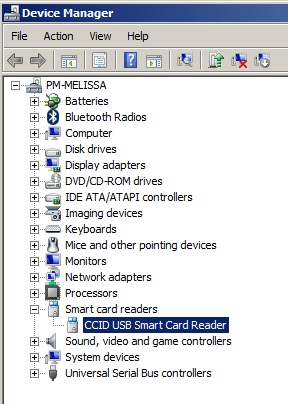 Device Manager
File Action View Help
PM-MELISSA
Batteries
Bluetooth Radios
Computer
Disk drives
Display adapters
DVD/CD-ROM drives
IDE ATA/ATAPI controllers
Imaging devices
Keyboards
Mice and other pointing devices
Monitors
Network adapters
Processors
Smart card readers
CCID USB Smart Card Reader
Sound, video and game controllers
System devices
Universal Serial Bus controllers